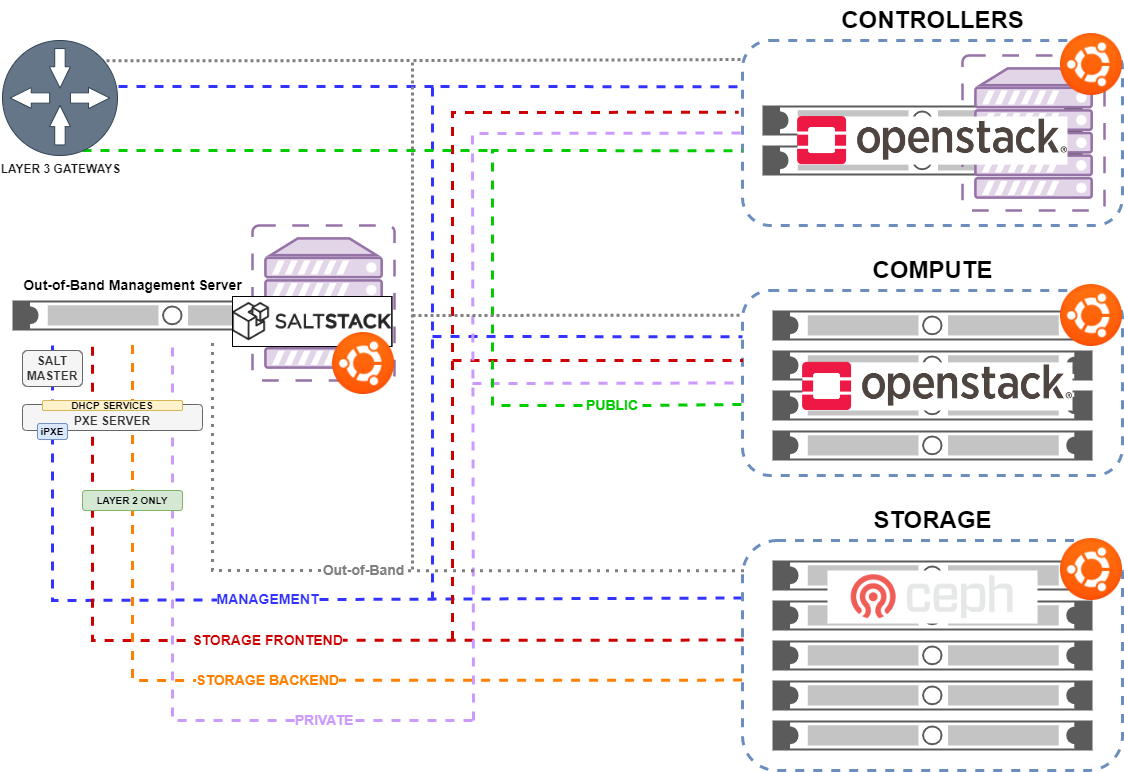 CONTROLLERS
openstack®
LAYER 3 GATEWAYS
COMPUTE
Out-of-Band Management Server
SALTSTACK
SALT
MASTER
openstack®
DHCP SERVICES
PUBLIC
PXE SERVER
iPXE
LAYER 2 ONLY
STORAGE
Out-of-Band
ceph
MANAGEMENT
STORAGE FRONTEND
STORAGE BACKEND
PRIVATE